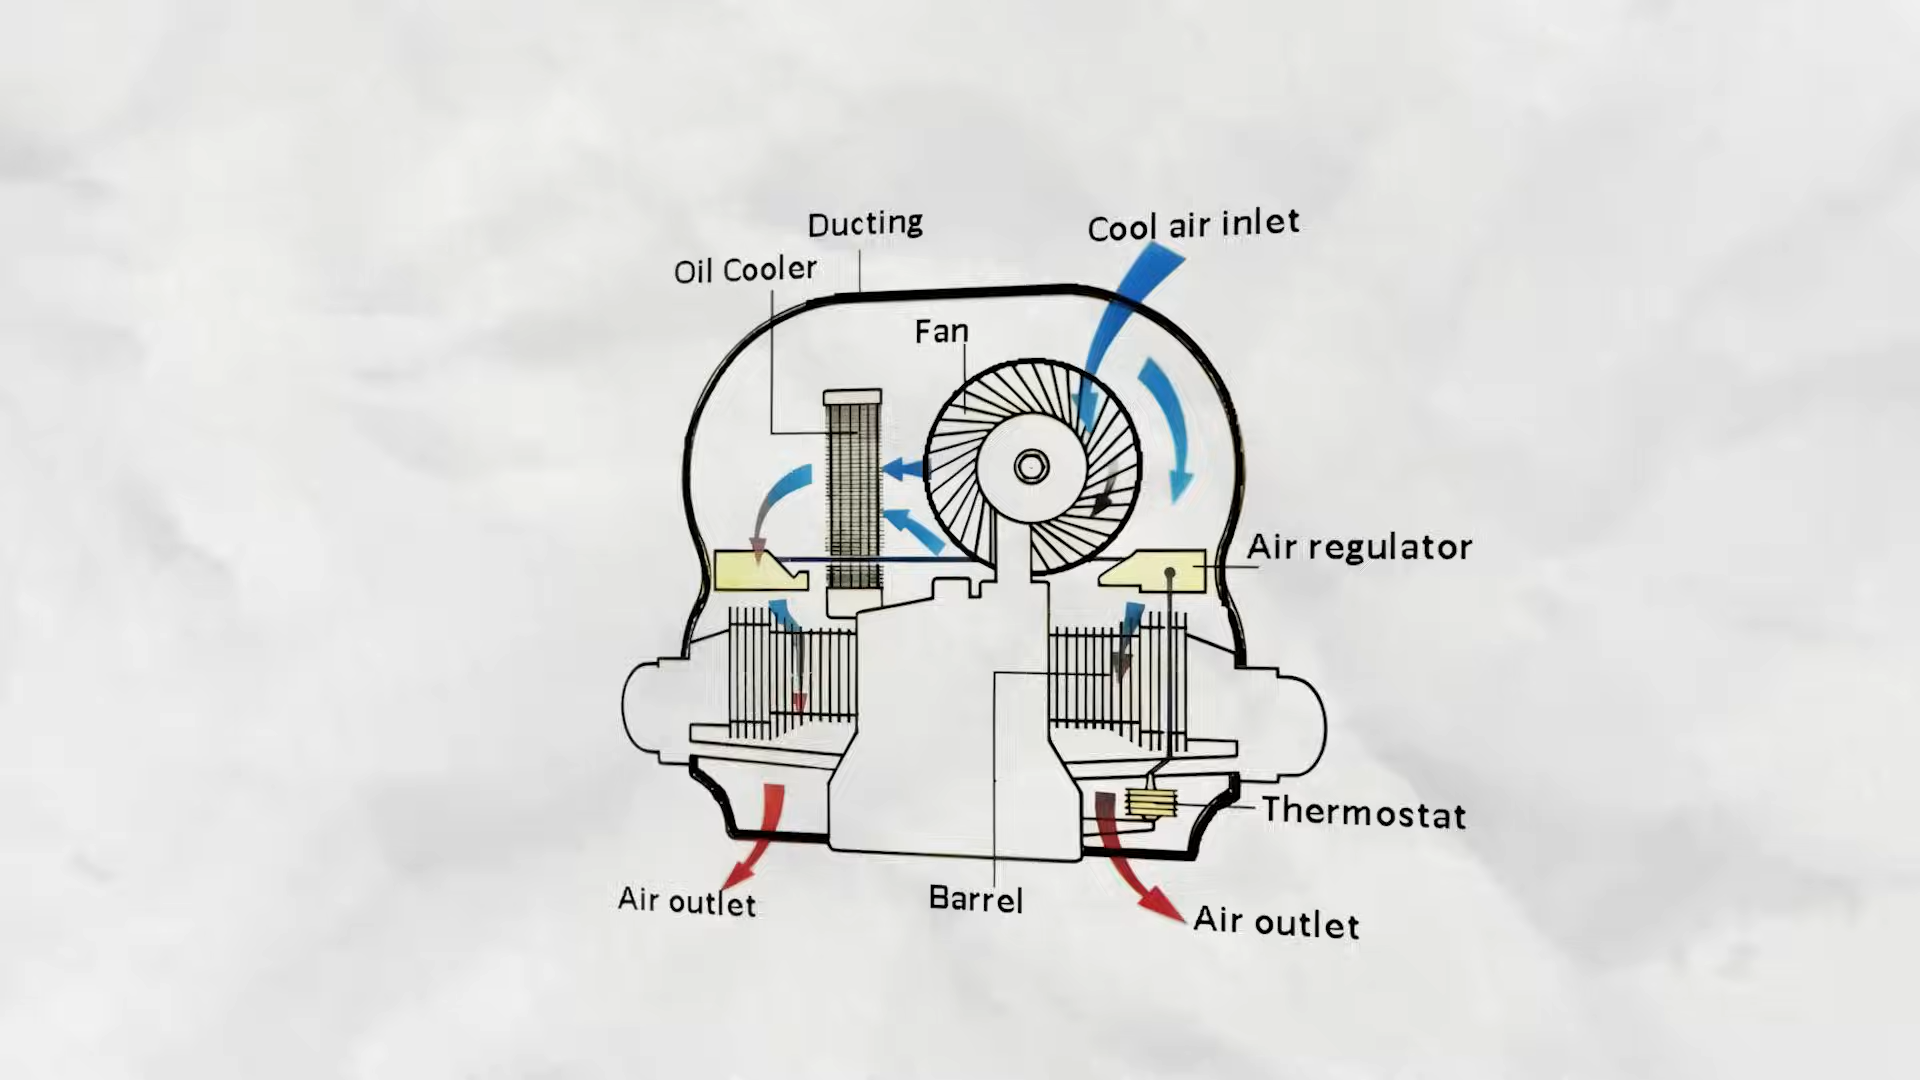 Ducting
Cool air inlet
Oil Cooler
Fan
Air regulator
Thermostat
Air outlet
Barrel
Air outlet